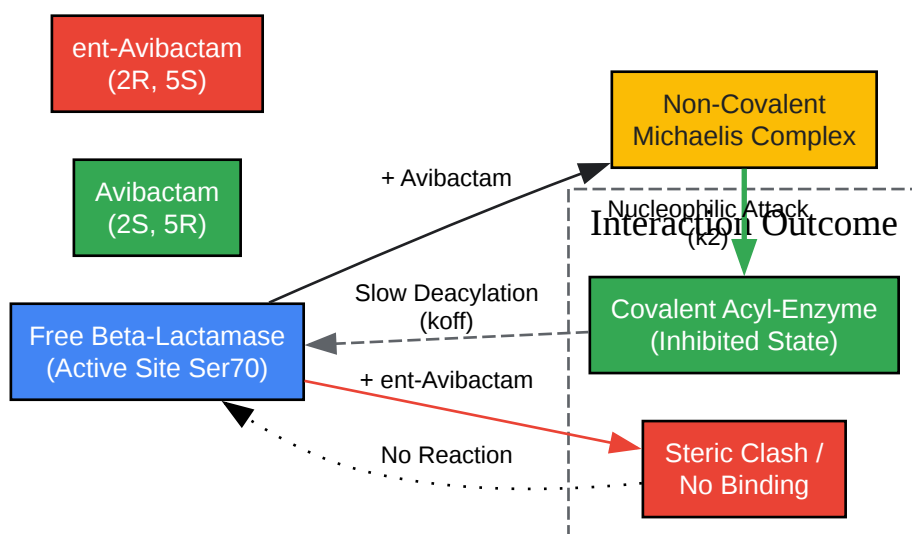 ent-Avibactam
(2R, 5S)
Non-Covalent
Michaelis Complex
Avibactam
(2S, 5R)
+ Avibactam
Nucleophilic Attack
(k2)
Interaction Outcome
Free Beta-Lactamase
(Active Site Ser70)
Slow Deacylation
(koff)
Covalent Acyl-Enzyme
(Inhibited State)
+ ent-Avibactam
No Reaction
Steric Clash /
No Binding